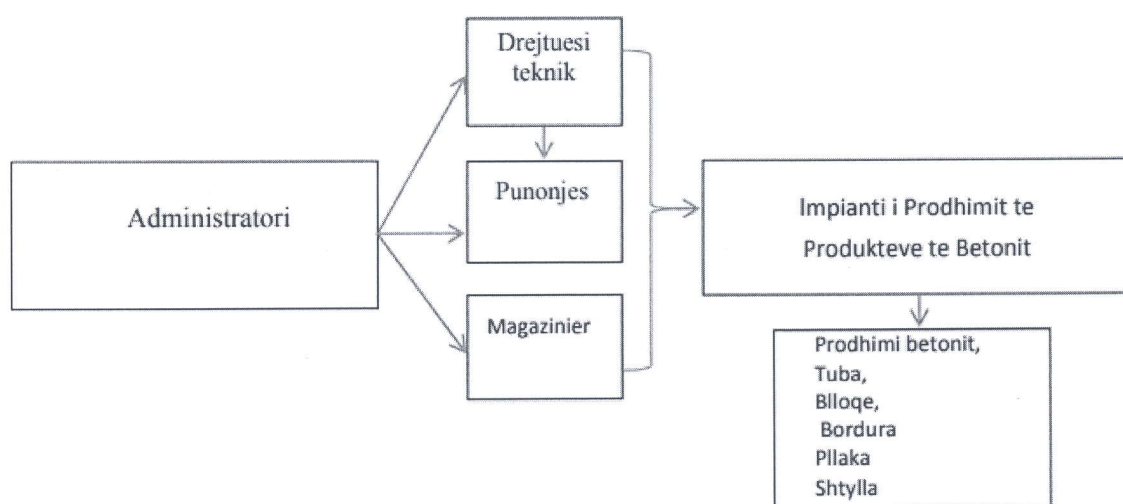 Drejtuesi
teknik
Administratori
Punonjes
Magazinier
Impianti i Prodhimit te
Produkteve te Betonit
Prodhimi betonit,
Tuba,
Blloqe,
Bordura
Pllaka
Shtylla